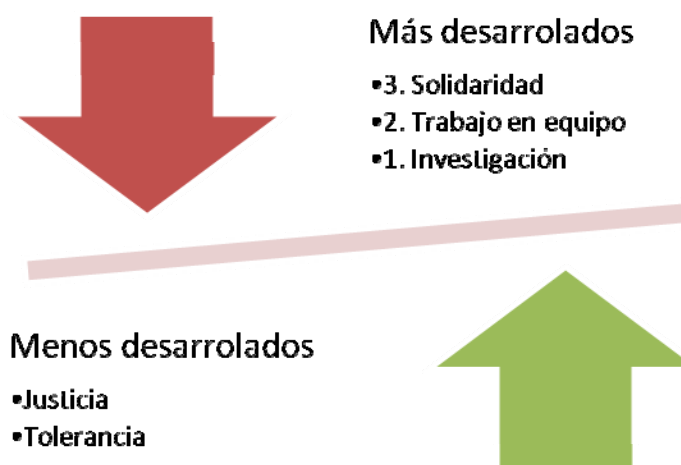 Más desarrolados
•3. Solidaridad
•2. Trabajo en equipo
•1. Investigación
Menos desarrolados
•Justicia
•Tolerancia